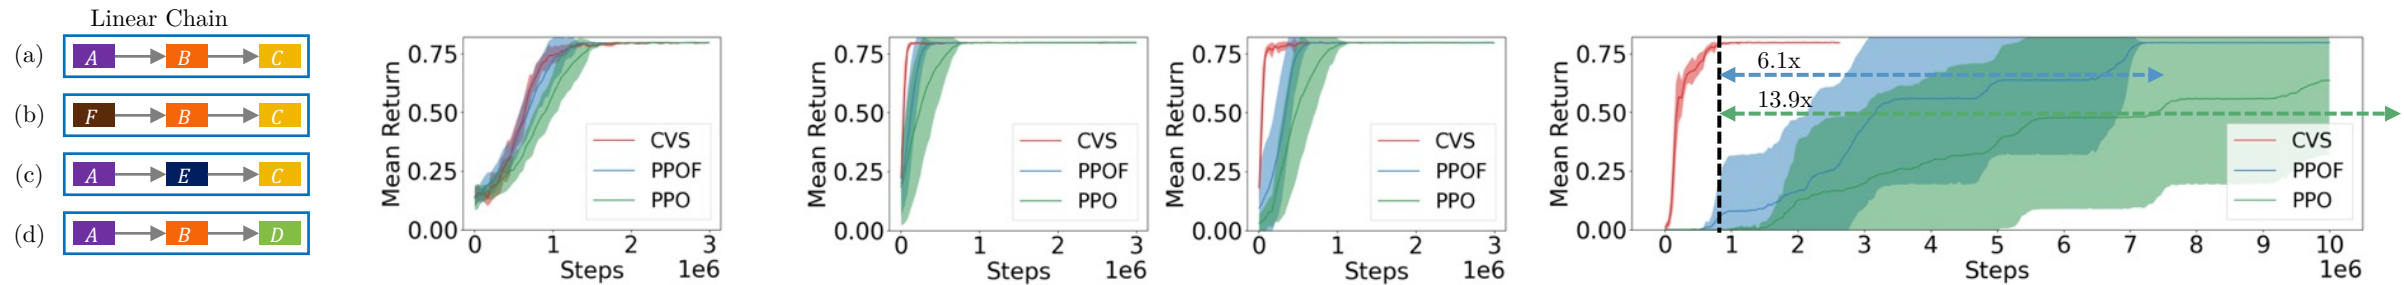 Linear Chain
(a) A B C
(b) F B C
(c) A E C
(d) A B D
Mean Return
0.75
0.50
0.25
0.00
CVS
PPOF
PPO
0 1 2 3
Steps 1e6
Mean Return
0.75
0.50
0.25
0.00
CVS
PPOF
PPO
0 1 2 3
Steps 1e6
Mean Return
0.75
0.50
0.25
0.00
CVS
PPOF
PPO
0 1 2 3
Steps 1e6
Mean Return
0.75
0.50
0.25
0.00
6.1x
13.9x
CVS
PPOF
PPO
0 1 2 3 4 5 6 7 8 9 10
Steps 1e6